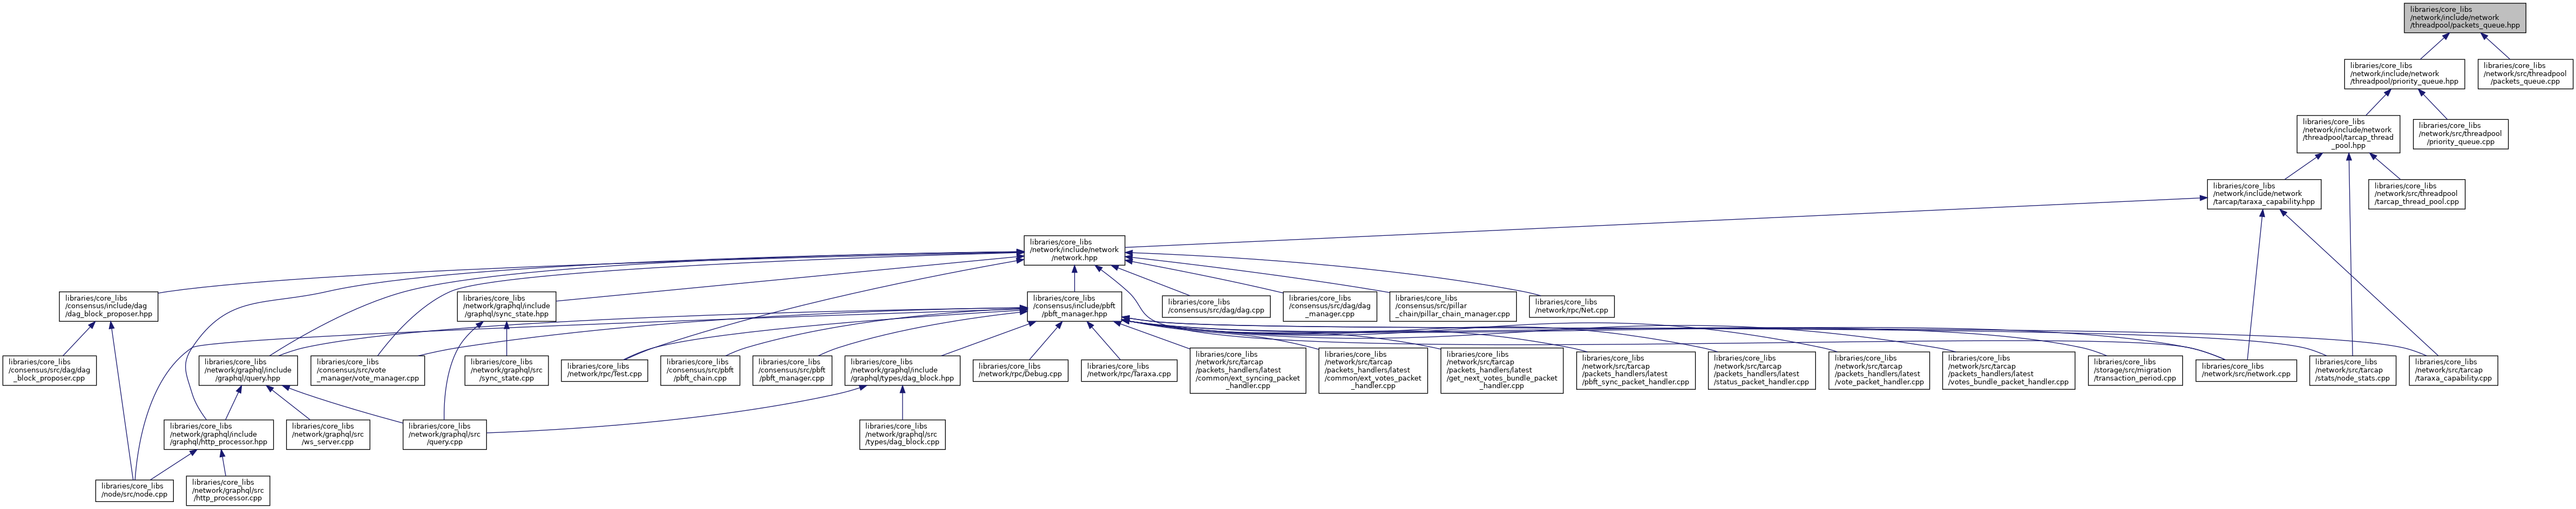 libraries/core_libs
/network/include/network
/threadpool/packets_queue.hpp
libraries/core_libs
/network/include/network
/threadpool/priority_queue.hpp
libraries/core_libs
/network/src/threadpool
/packets_queue.cpp
libraries/core_libs
/network/include/network
/threadpool/tarcap_thread
_pool.hpp
libraries/core_libs
/network/src/threadpool
/priority_queue.cpp
libraries/core_libs
/network/include/network
/tarcap/taraxa_capability.hpp
libraries/core_libs
/network/src/threadpool
/tarcap_thread_pool.cpp
libraries/core_libs
/network/include/network
/network.hpp
libraries/core_libs
/consensus/include/dag
/dag_block_proposer.hpp
libraries/core_libs
/network/graphql/include
/graphql/sync_state.hpp
libraries/core_libs
/consensus/include/pbft
/pbft_manager.hpp
libraries/core_libs
/consensus/src/dag/dag.cpp
libraries/core_libs
/consensus/src/dag/dag
_manager.cpp
libraries/core_libs
/consensus/src/pillar
_chain/pillar_chain_manager.cpp
libraries/core_libs
/network/rpc/Net.cpp
libraries/core_libs
/consensus/src/dag/dag
_block_proposer.cpp
libraries/core_libs
/network/graphql/include
/graphql/query.hpp
libraries/core_libs
/consensus/src/vote
_manager/vote_manager.cpp
libraries/core_libs
/network/graphql/src
/sync_state.cpp
libraries/core_libs
/network/rpc/Test.cpp
libraries/core_libs
/consensus/src/pbft
/pbft_chain.cpp
libraries/core_libs
/consensus/src/pbft
/pbft_manager.cpp
libraries/core_libs
/network/graphql/include
/graphql/types/dag_block.hpp
libraries/core_libs
/network/rpc/Debug.cpp
libraries/core_libs
/network/rpc/Taraxa.cpp
libraries/core_libs
/network/src/tarcap
/packets_handlers/latest
/common/ext_syncing_packet
_handler.cpp
libraries/core_libs
/network/src/tarcap
/packets_handlers/latest
/common/ext_votes_packet
_handler.cpp
libraries/core_libs
/network/src/tarcap
/packets_handlers/latest
/get_next_votes_bundle_packet
_handler.cpp
libraries/core_libs
/network/src/tarcap
/packets_handlers/latest
/pbft_sync_packet_handler.cpp
libraries/core_libs
/network/src/tarcap
/packets_handlers/latest
/status_packet_handler.cpp
libraries/core_libs
/network/src/tarcap
/packets_handlers/latest
/vote_packet_handler.cpp
libraries/core_libs
/network/src/tarcap
/packets_handlers/latest
/votes_bundle_packet_handler.cpp
libraries/core_libs
/storage/src/migration
/transaction_period.cpp
libraries/core_libs
/network/src/network.cpp
libraries/core_libs
/network/src/tarcap
/stats/node_stats.cpp
libraries/core_libs
/network/src/tarcap
/taraxa_capability.cpp
libraries/core_libs
/network/graphql/include
/graphql/http_processor.hpp
libraries/core_libs
/network/graphql/src
/ws_server.cpp
libraries/core_libs
/network/graphql/src
/query.cpp
libraries/core_libs
/network/graphql/src
/types/dag_block.cpp
libraries/core_libs
/node/src/node.cpp
libraries/core_libs
/network/graphql/src
/http_processor.cpp